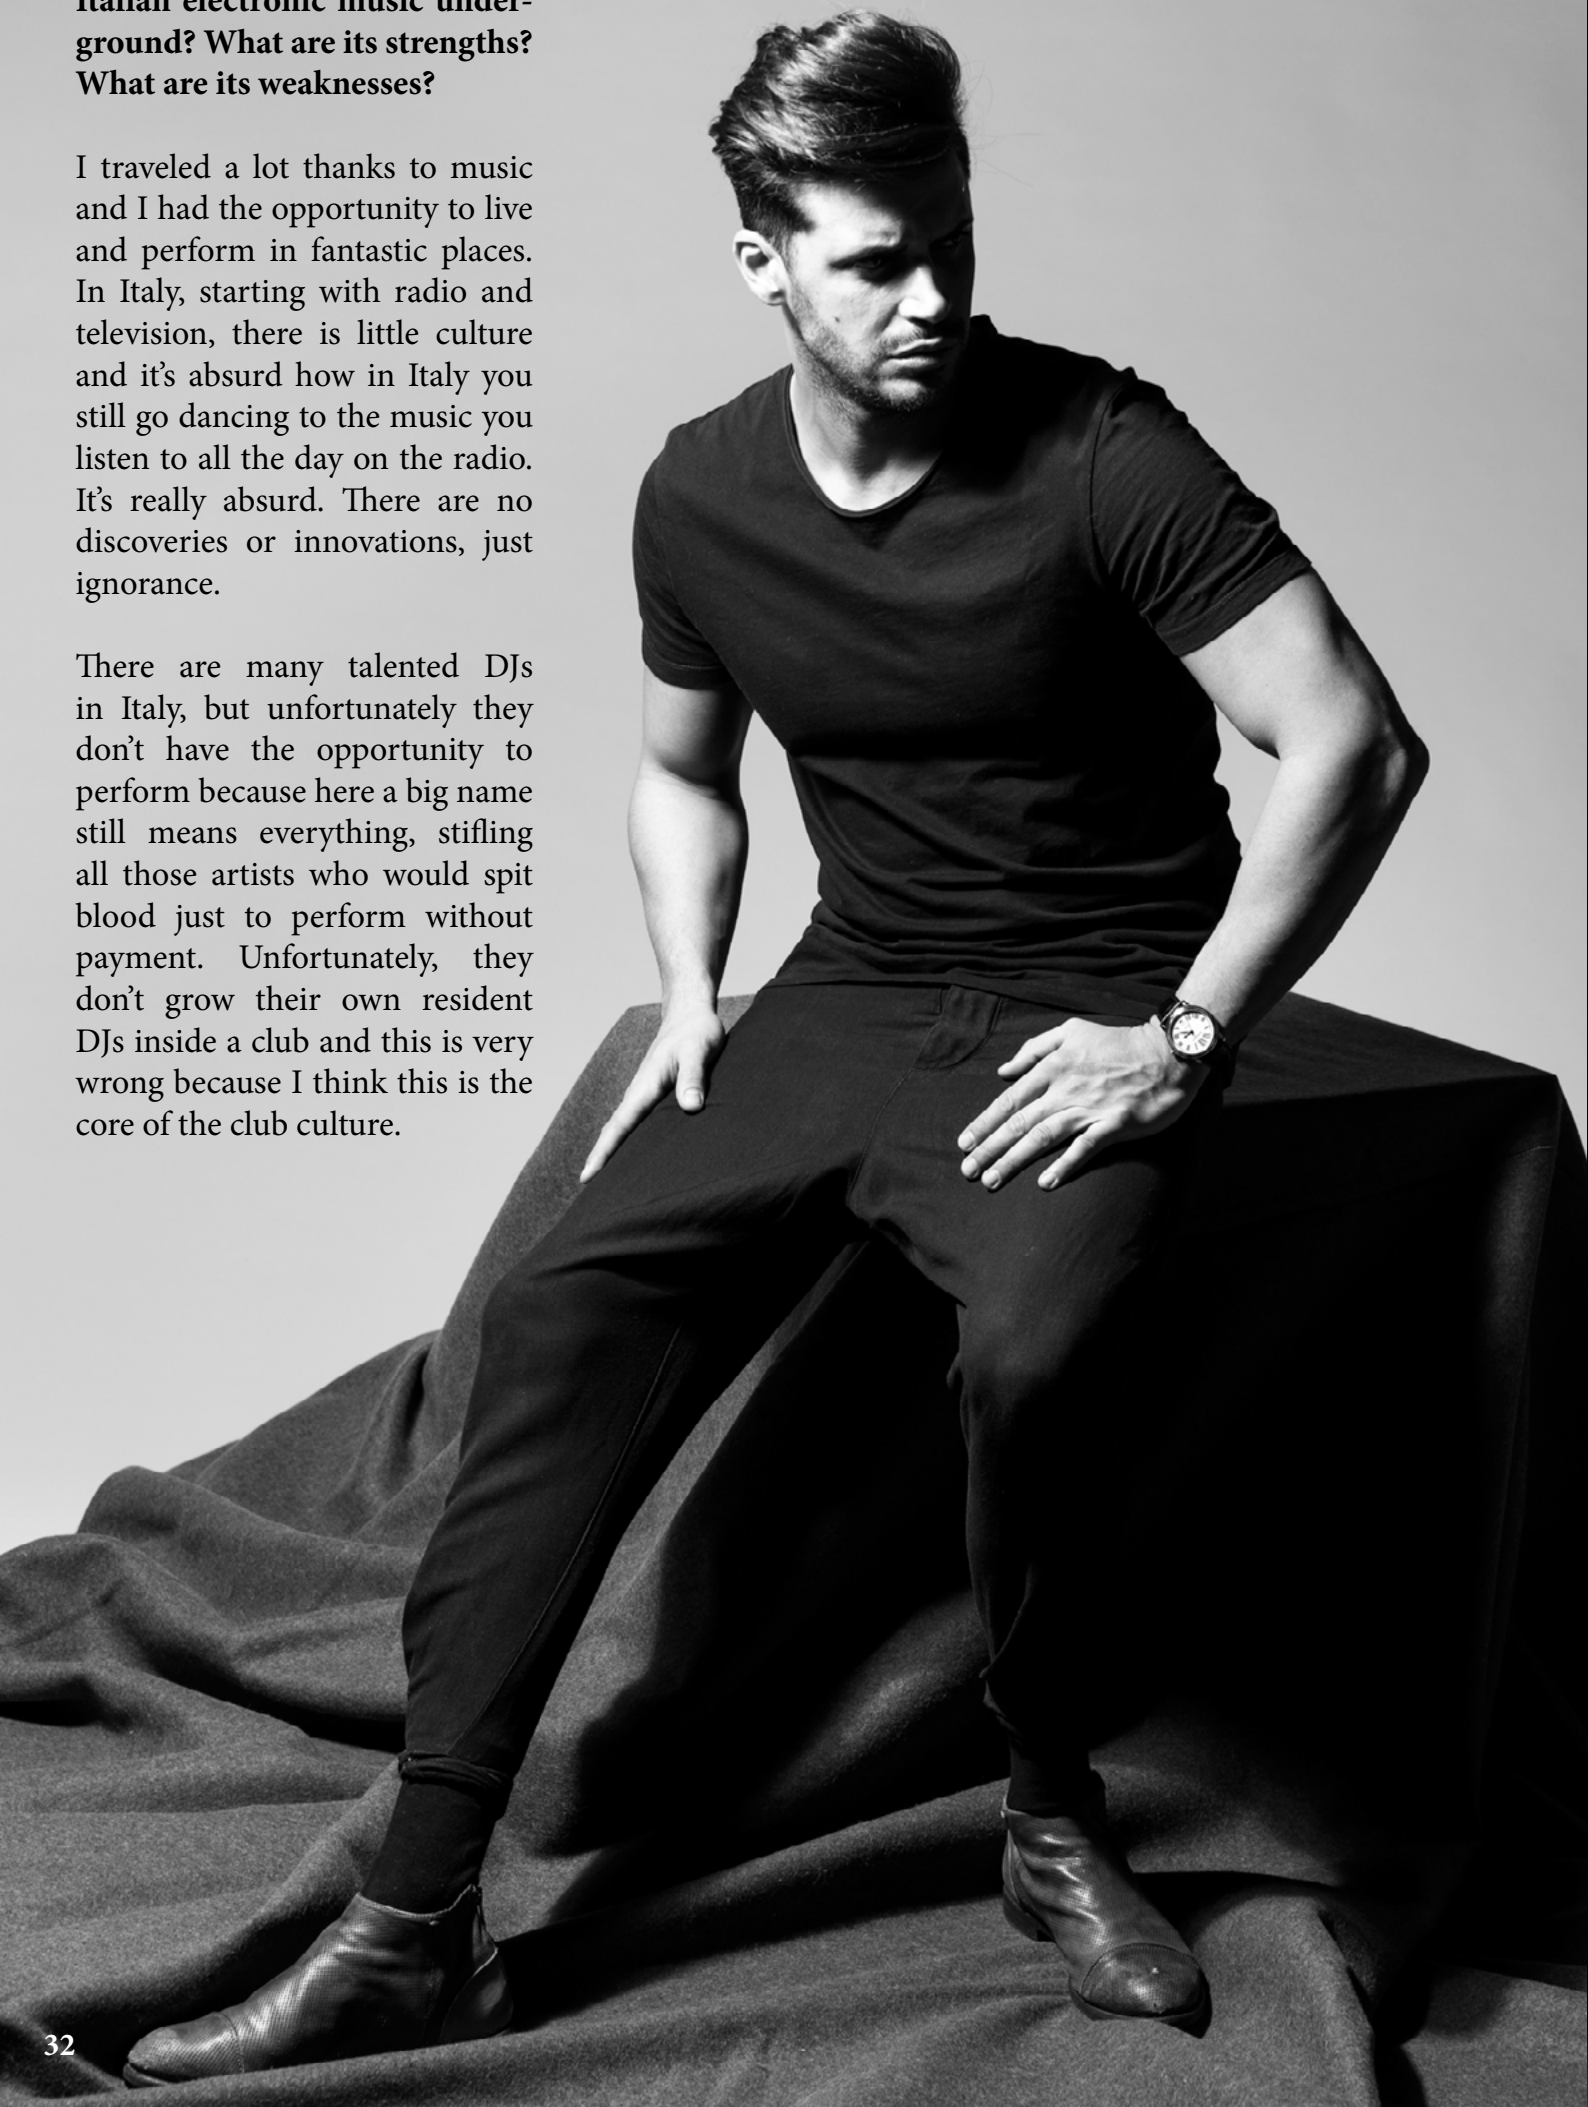 Italian electronic music under-
ground? What are its strengths?
What are its weaknesses?
I traveled a lot thanks to music
and I had the opportunity to live
and perform in fantastic places.
In Italy, starting with radio and
television, there is little culture
and it’s absurd how in Italy you
still go dancing to the music you
listen to all the day on the radio.
It’s really absurd. There are no
discoveries or innovations, just
ignorance.
There are many talented DJs
in Italy, but unfortunately they
don’t have the opportunity to
perform because here a big name
still means everything, stifling
all those artists who would spit
blood just to perform without
payment. Unfortunately, they
don’t grow their own resident
DJs inside a club and this is very
wrong because I think this is the
core of the club culture.
32